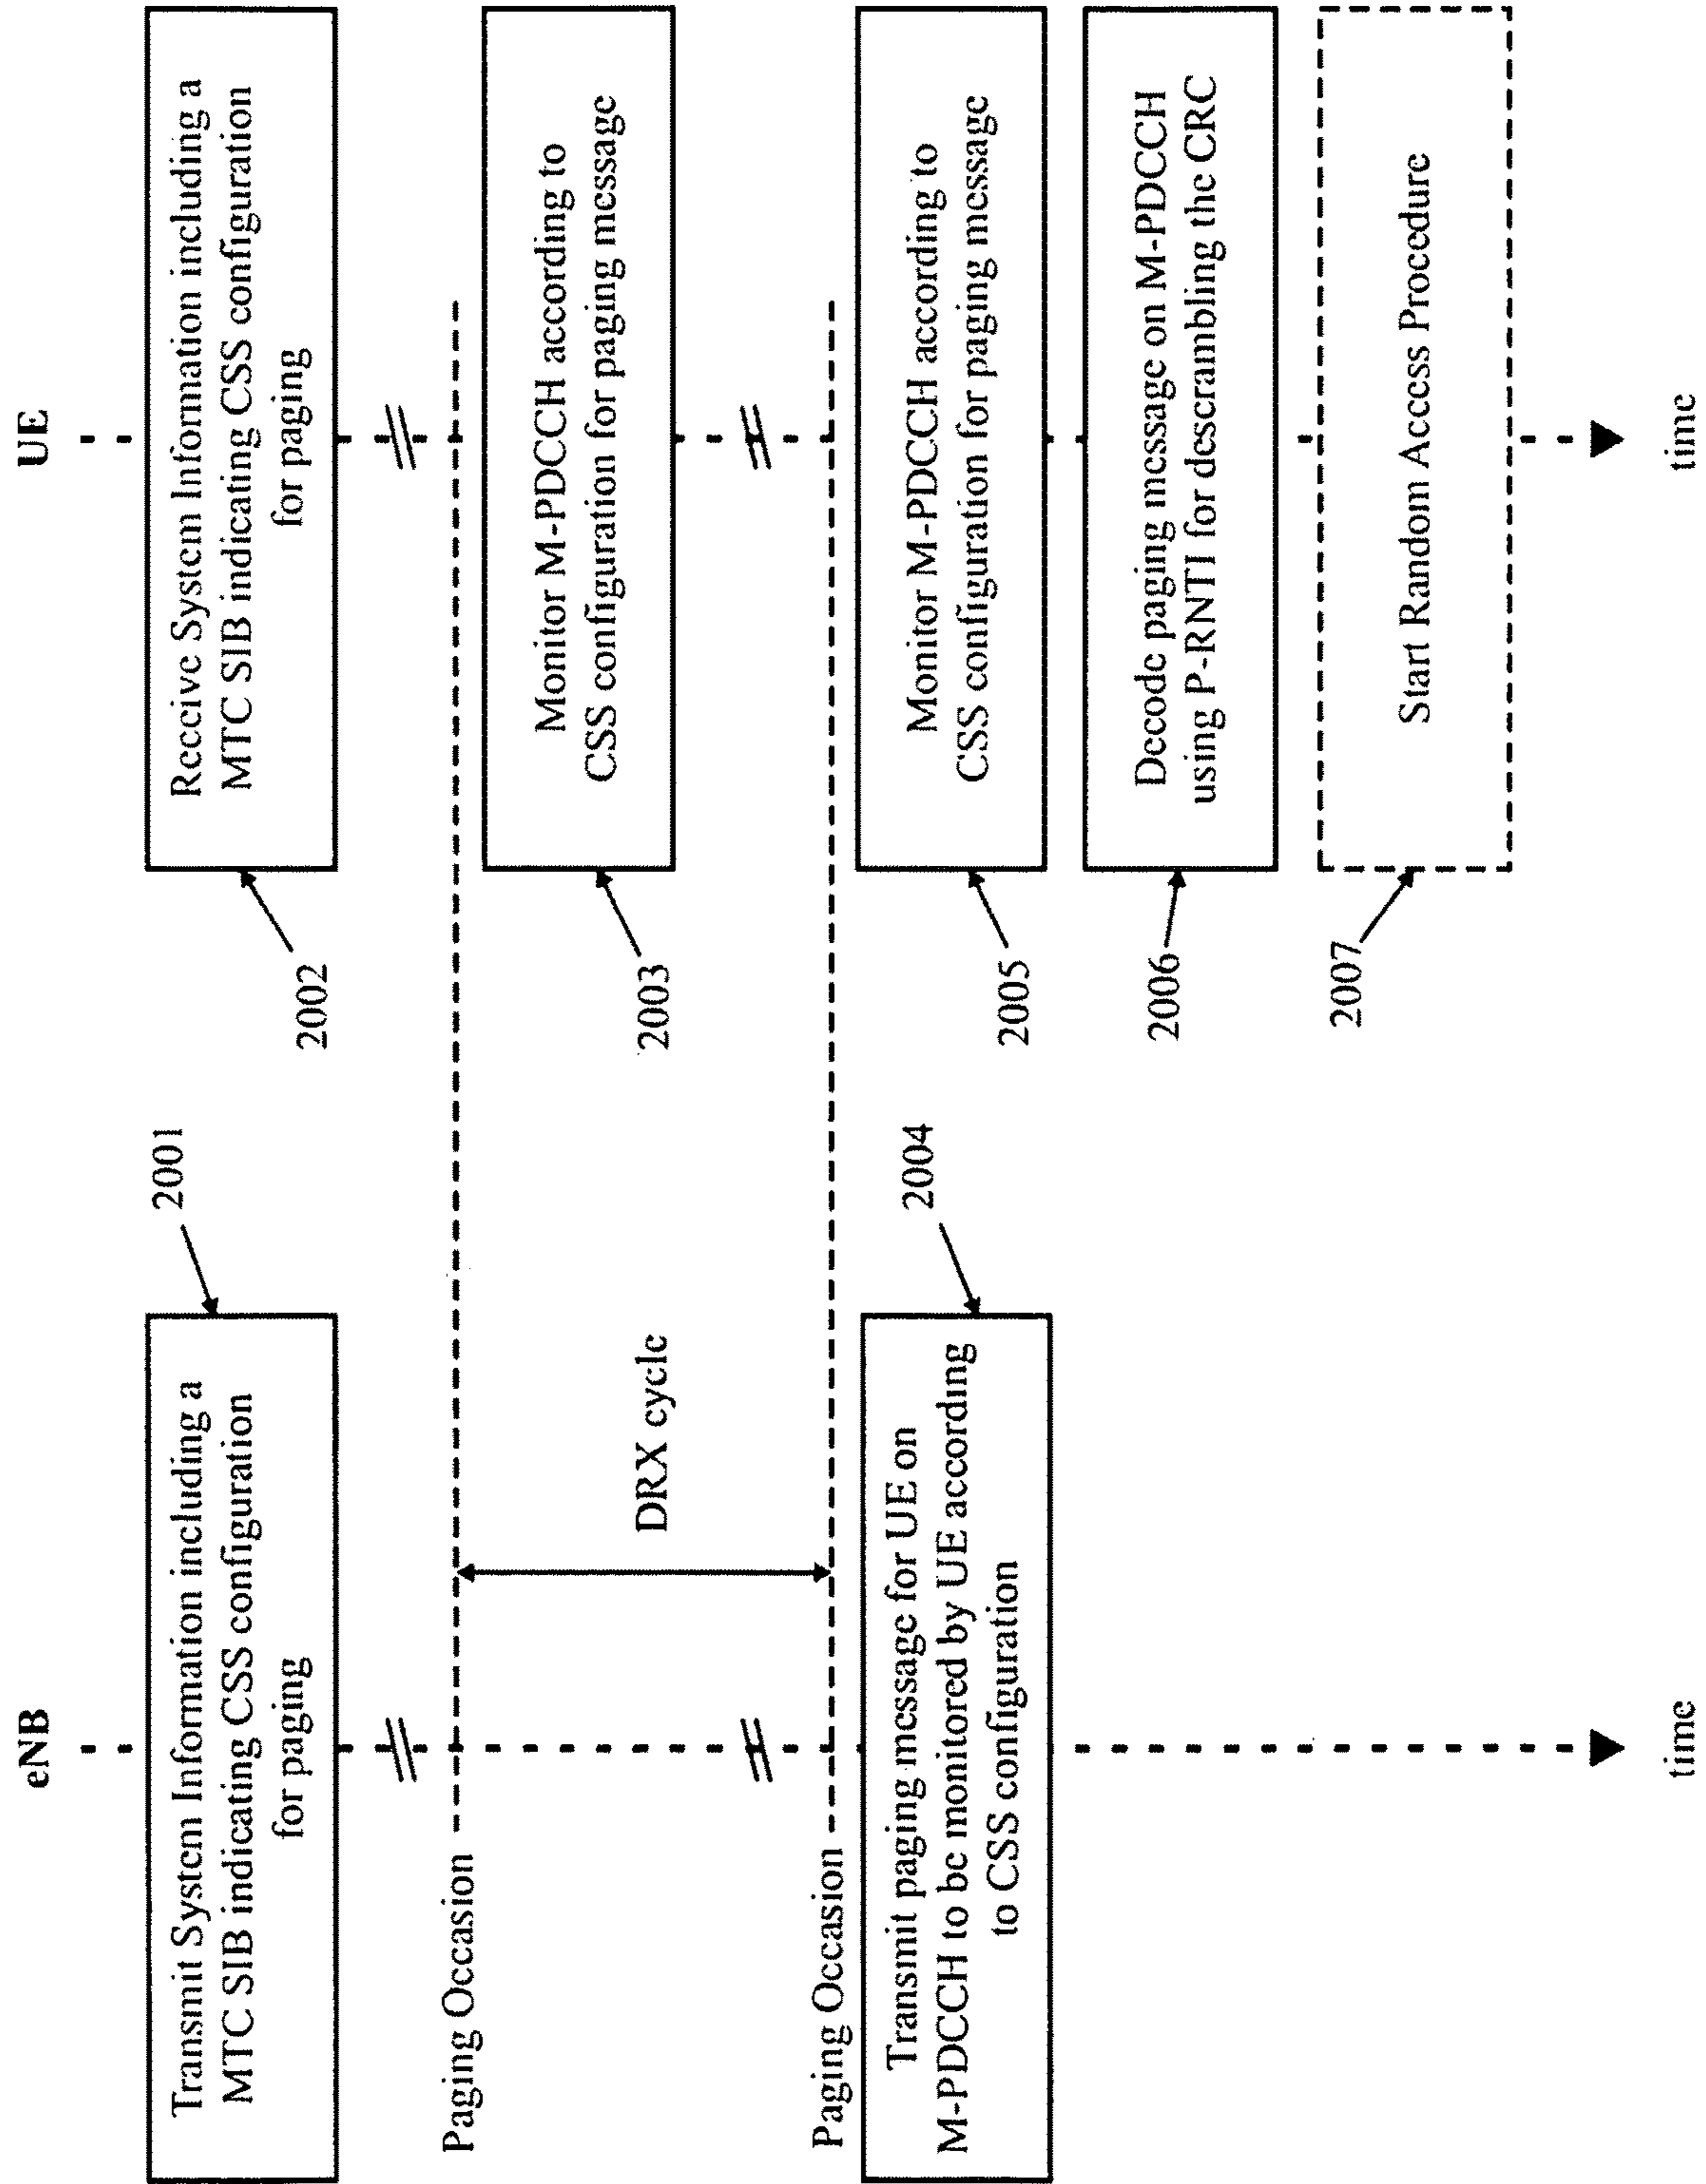 eNB
UE
Transmit System Information including a
MTC SIB indicating CSS configuration
for paging
2001
Receive System Information including a
MTC SIB indicating CSS configuration
for paging
2002
Paging Occasion
DRX cycle
Monitor M-PDCCH according to
CSS configuration for paging message
2003
Paging Occasion
Transmit paging message for UE on
M-PDCCH to be monitored by UE according
to CSS configuration
2004
Monitor M-PDCCH according to
CSS configuration for paging message
2005
Decode paging message on M-PDCCH
using P-RNTI for descrambling the CRC
2006
Start Random Access Procedure
2007
time
time